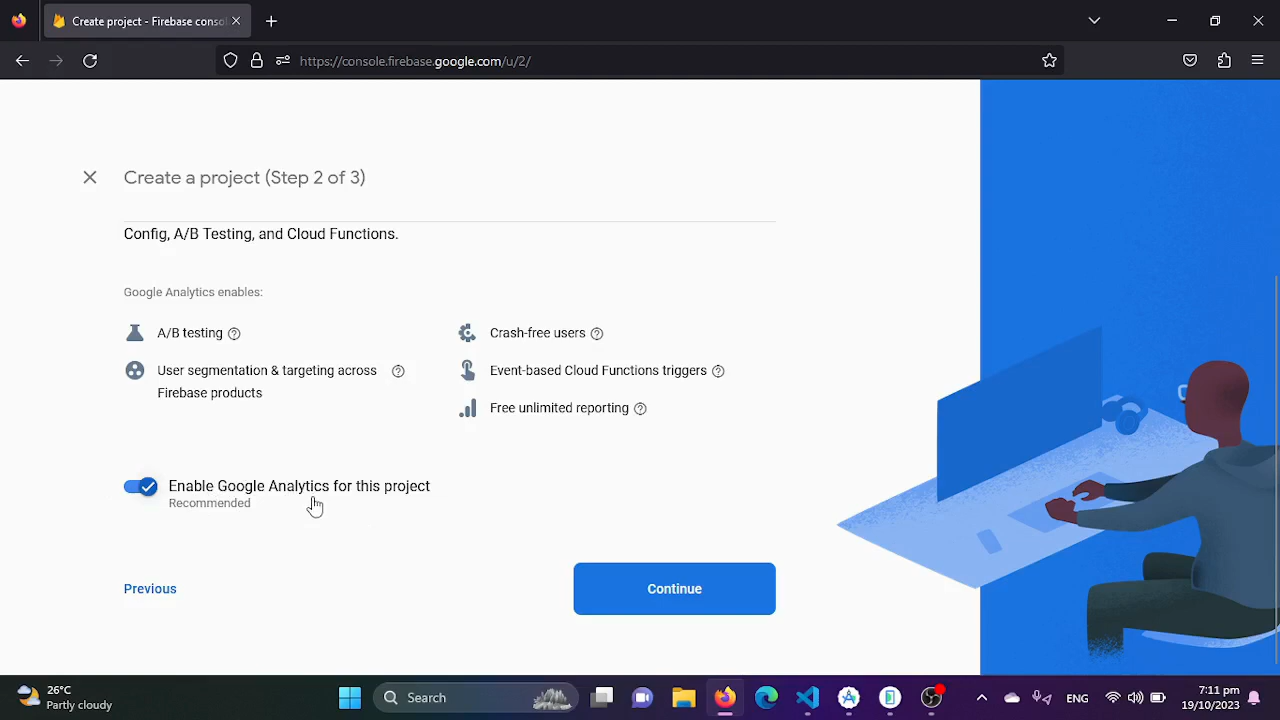 Create project - Firebase consol
https://console.firebase.google.com/u/2/
Create a project (Step 2 of 3)
Config, A/B Testing, and Cloud Functions.
Google Analytics enables:
A/B testing
Crash-free users
User segmentation & targeting across
Firebase products
Event-based Cloud Functions triggers
Free unlimited reporting
Enable Google Analytics for this project
Recommended
Previous
Continue
26°C
Partly cloudy
Search
ENG
7:11 pm
19/10/2023